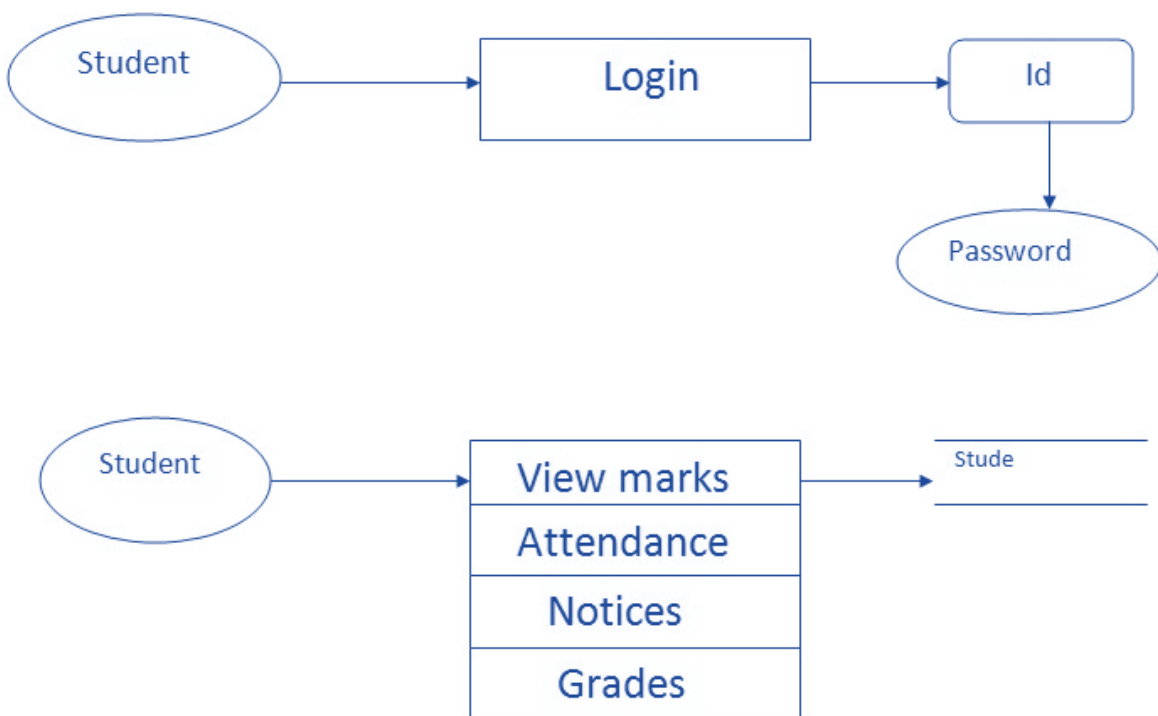 Student
Login
Id
Password
Student
View marks
Stude
Attendance
Notices
Grades